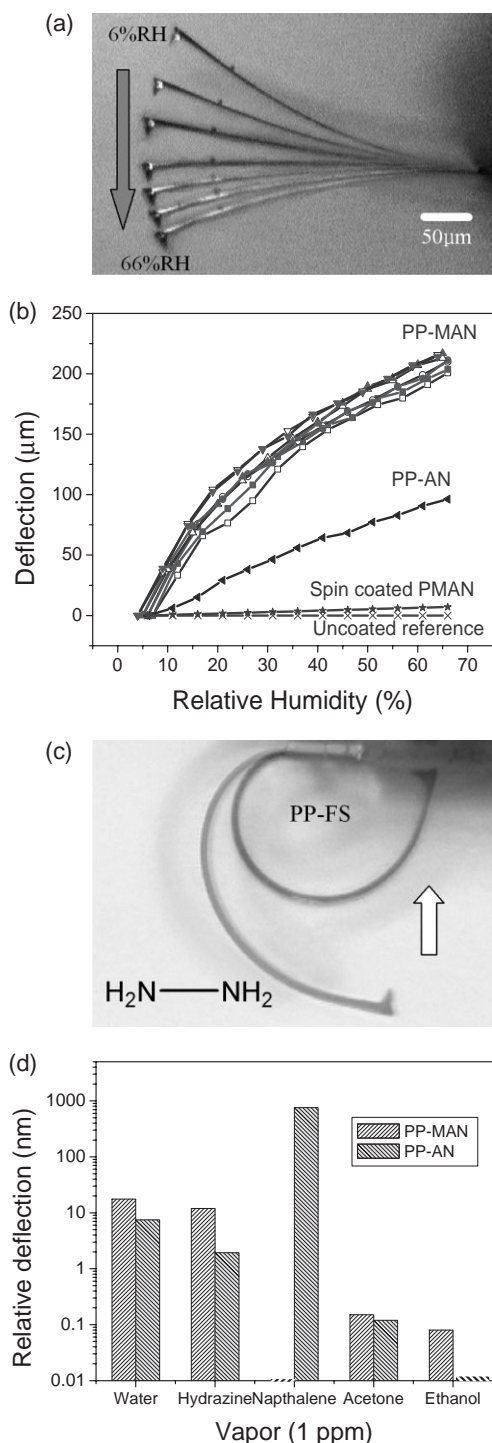 (a)
6%RH
66%RH
50µm
(b)
250
200
150
100
50
0
Deflection (µm)
PP-MAN
PP-AN
Spin coated PMAN
Uncoated reference
0 10 20 30 40 50 60 70
Relative Humidity (%)
(c)
PP-FS
H₂N — NH₂
(d)
1000
100
10
1
0.1
0.01
Relative deflection (nm)
PP-MAN
PP-AN
Water Hydrazine Napthalene Acetone Ethanol
Vapor (1 ppm)